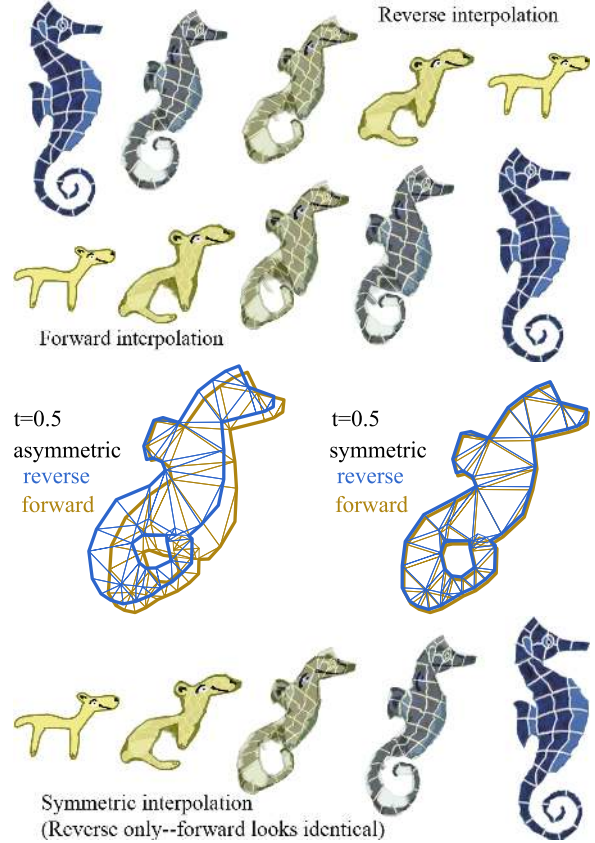 Reverse interpolation
Forward interpolation
t=0.5
asymmetric
reverse
forward
t=0.5
symmetric
reverse
forward
Symmetric interpolation
(Reverse only--forward looks identical)